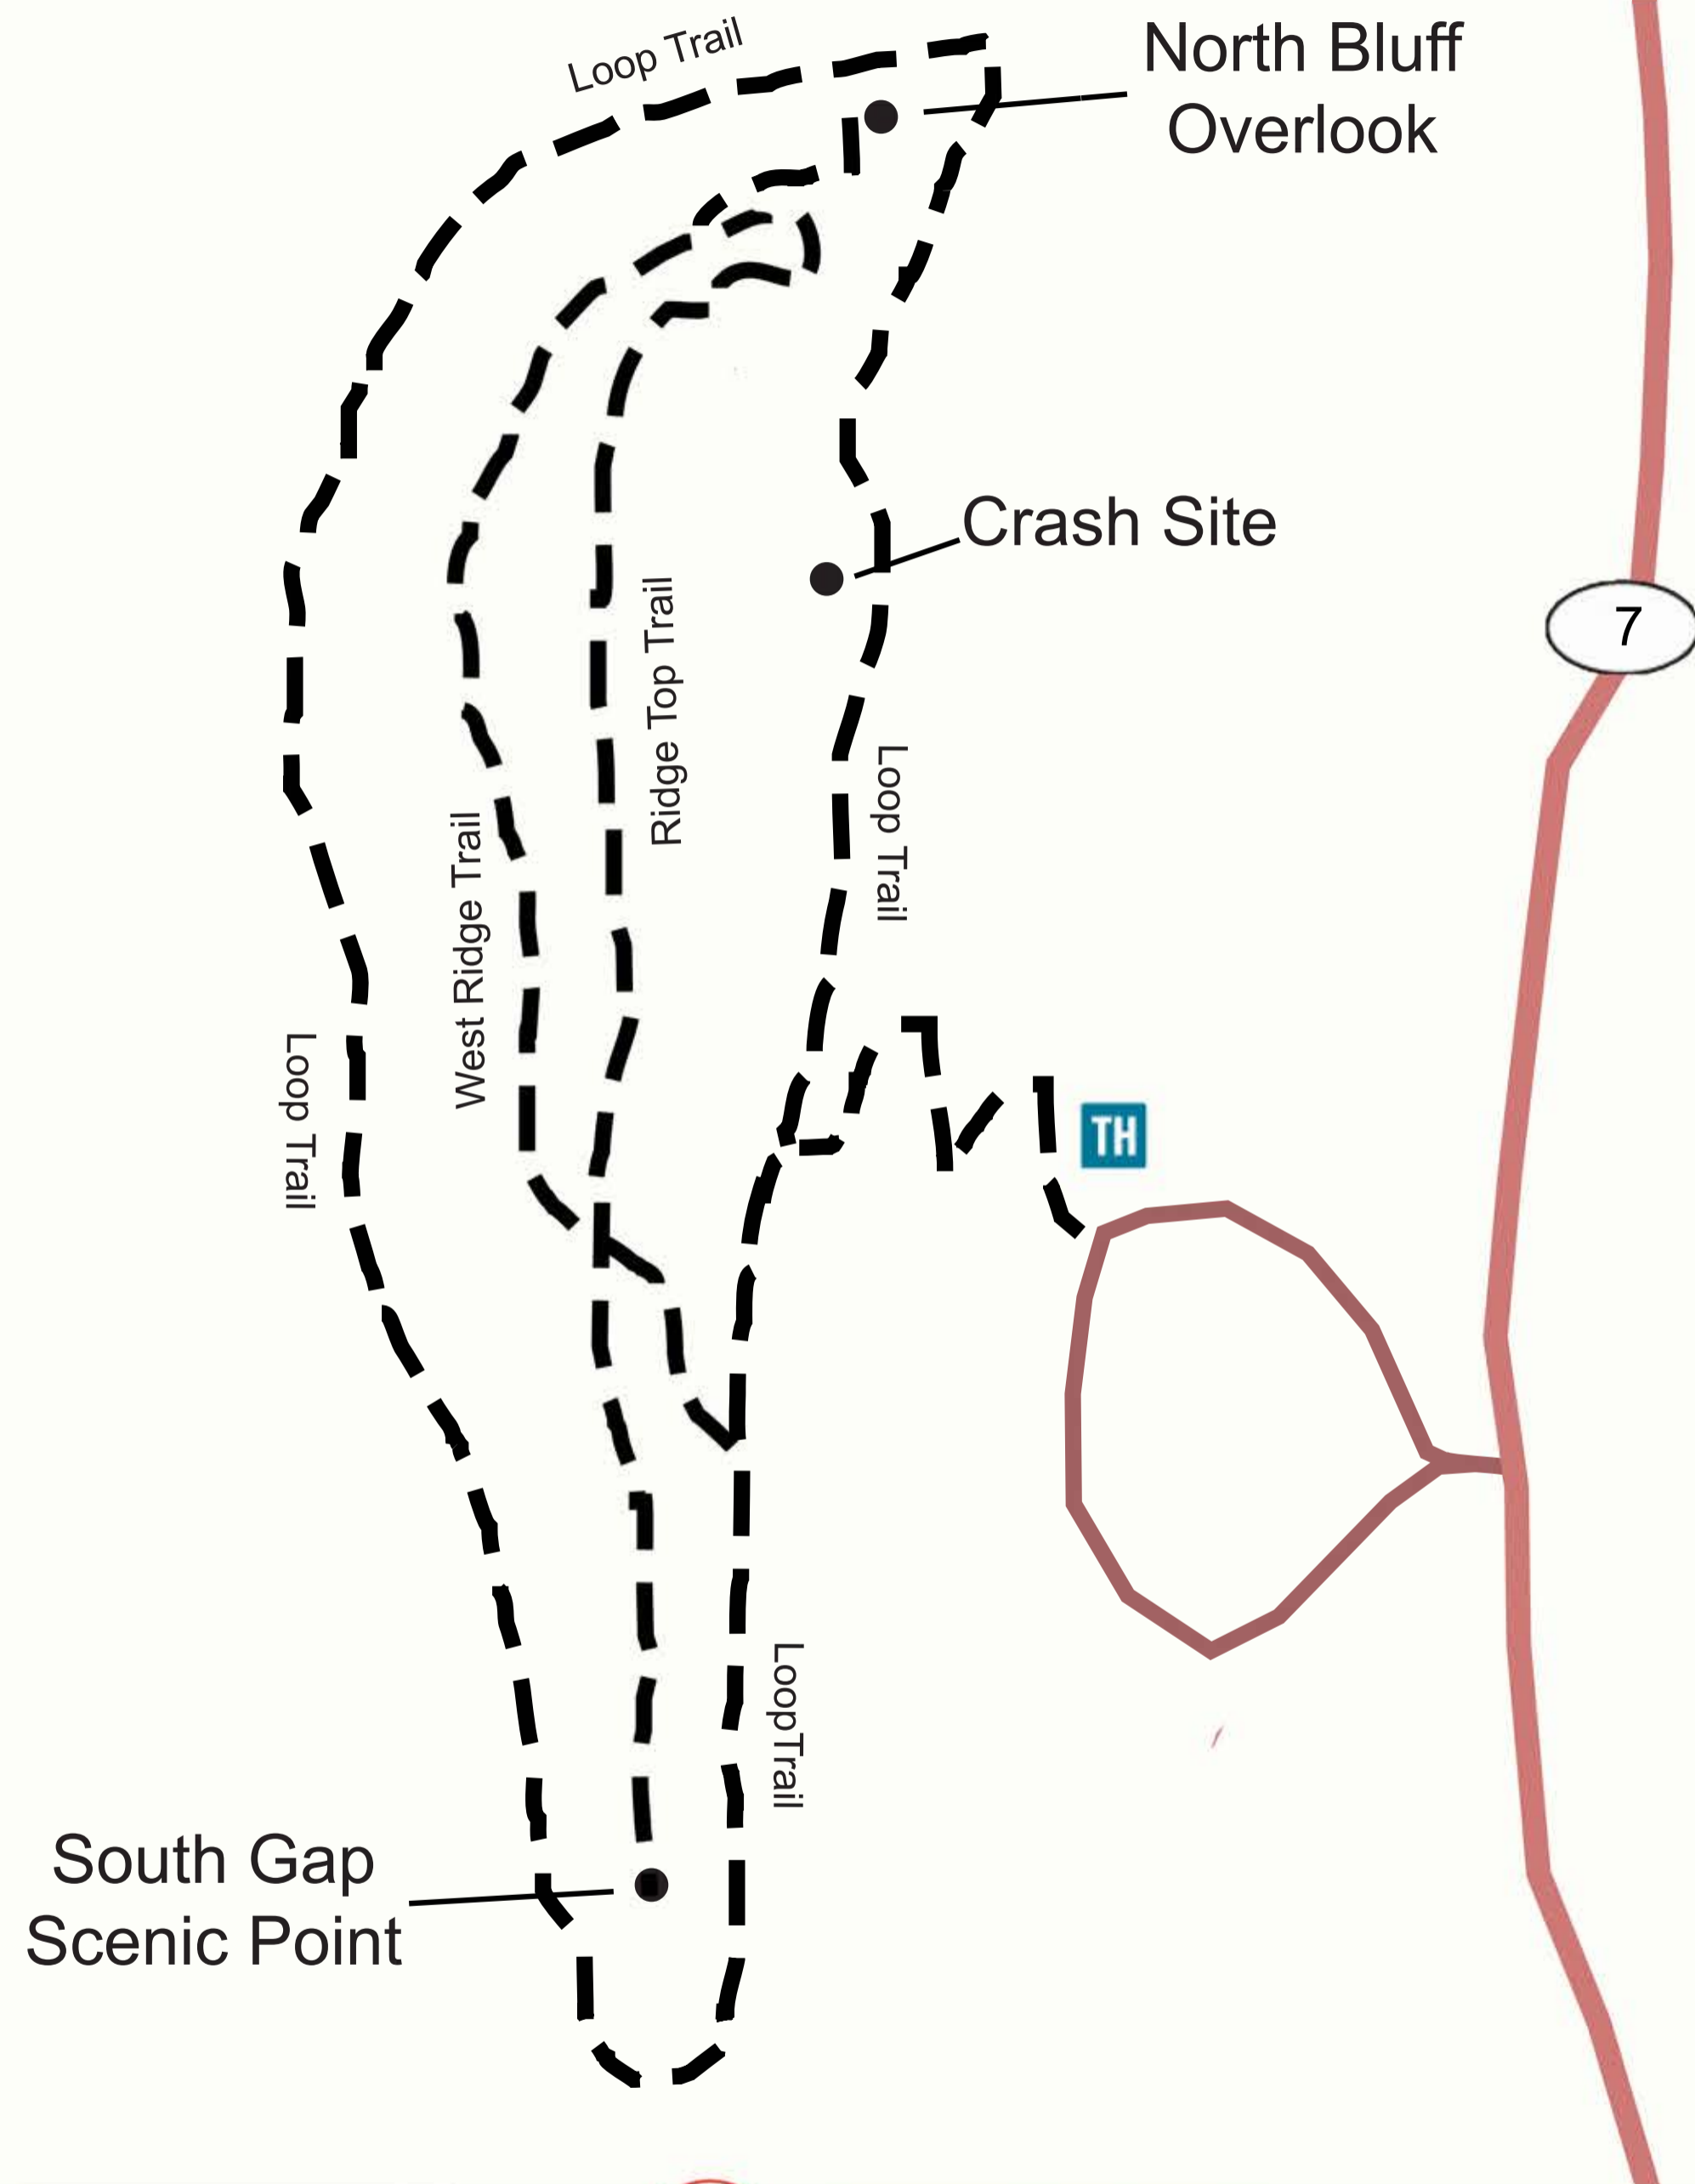 Loop Trail
North Bluff
Overlook
Crash Site
7
Ridge Top Trail
Loop Trail
West Ridge Trail
Loop Trail
TH
Loop Trail
South Gap
Scenic Point